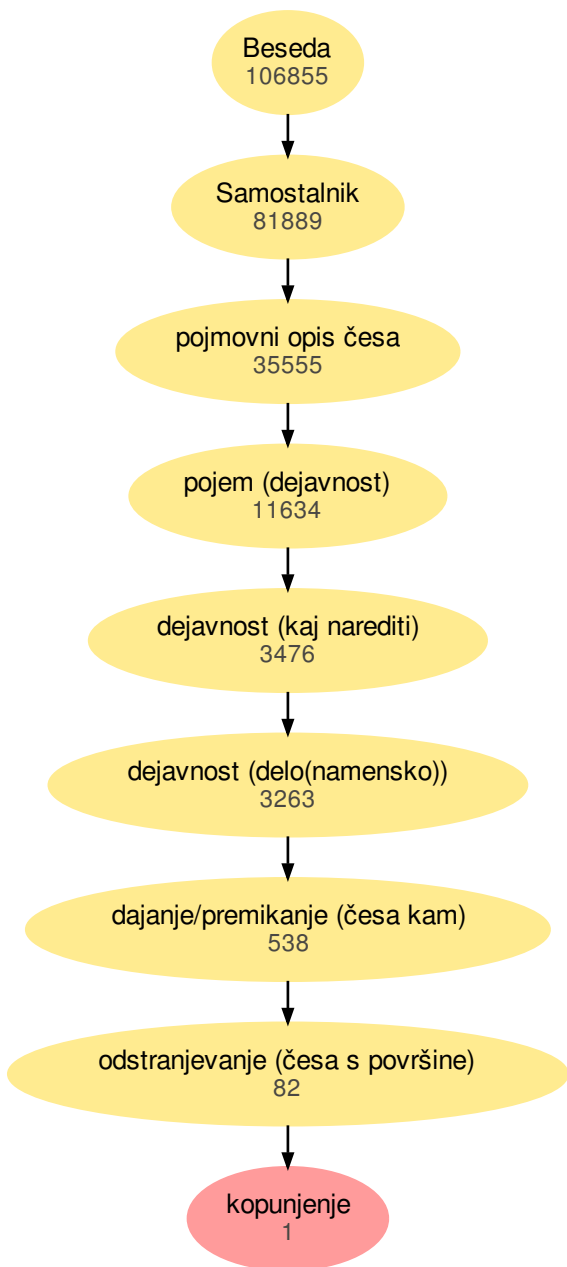 Beseda
106855
Samostalnik
81889
pojmovni opis česa
35555
pojem (dejavnost)
11634
dejavnost (kaj narediti)
3476
dejavnost (delo(namensko))
3263
dajanje/premikanje (česa kam)
538
odstranjevanje (česa s površine)
82
kopunjenje
1